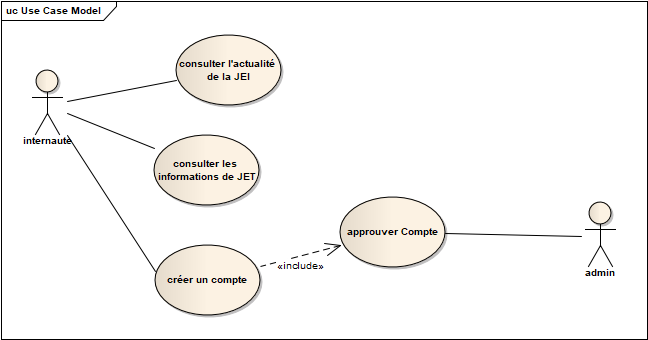 uc Use Case Model
consulter l'actualité
de la JEI
internaute
consulter les
informations de JET
approuver Compte
créer un compte
«include»
admin